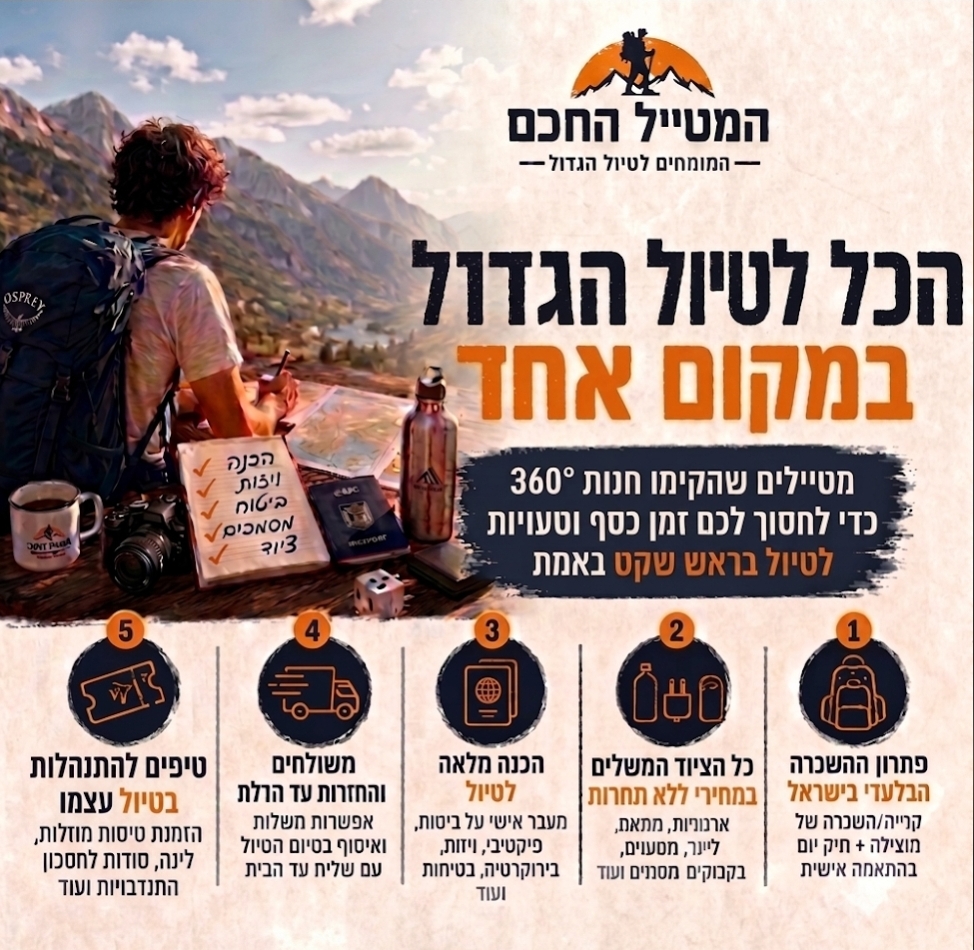 המטייל החכם
המומחים לטיול הגדול
הכל לטיול הגדול
במקום אחד
מטיילים שהקימו חנות 360°
כדי לחסוך לכם זמן כסף וטעויות
לטיול בראש שקט באמת
OSPREY
הכנה
ויזות
ביטוח
מסמכים
ציוד
1
פתרון ההשכרה
הבלעדי בישראל
קנייה/השכרה של
מוצילה + תיק יום
בהתאמה אישית
2
כל הציוד המשלים
במחירי ללא תחרות
ארגוניות, מתאם,
ליינר, מטענים,
בקבוקים מסננים ועוד
3
הכנה מלאה
לטיול
מעבר אישי על ביטוח,
פיקטיבי, ויזות,
בירוקרטיה, בטיחות
ועוד
4
משולחים
והחזרות עד הדלת
אפשרות משלוח
ואיסוף בסיום הטיול
עם שליח עד הבית
5
טיפים להתנהלות
בטיול עצמו
הזמנת טיסות מוזלות,
לינה, סודות לחסכון
התנדבויות ועוד